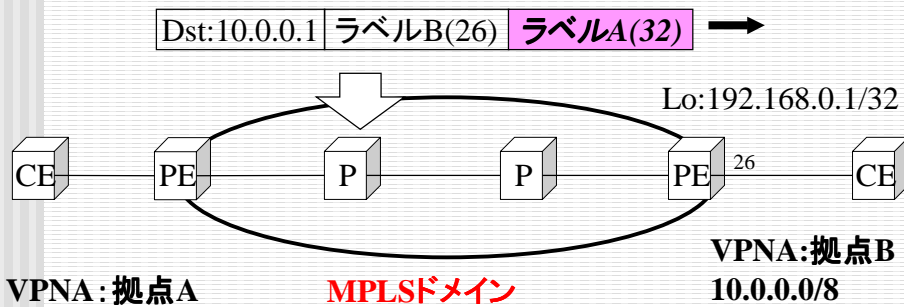 Dst:10.0.0.1 ラベルB(26) ラベルA(32)
Lo:192.168.0.1/32
CE PE P P PE 26 CE
VPNA:拠点A MPLSドメイン VPNA:拠点B
10.0.0.0/8